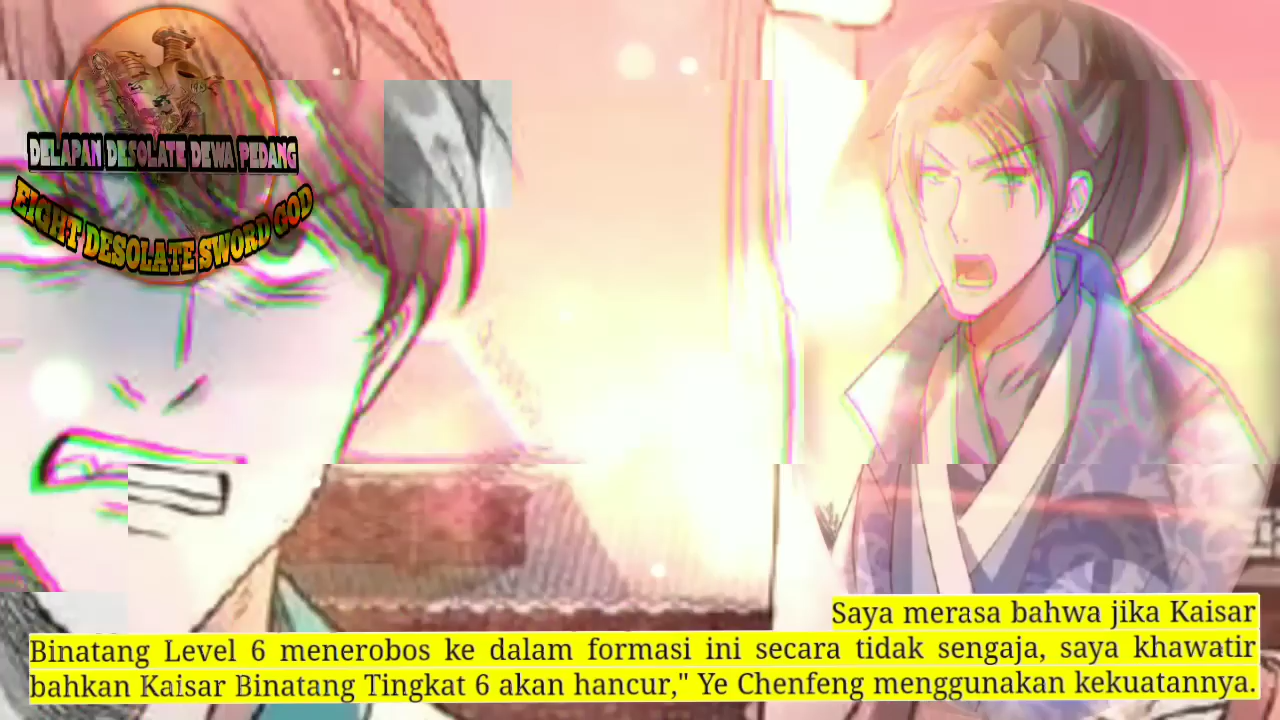 DELAPAN DESOLATE DEWA PEDANG
EIGHT DESOLATE SWORD GOD
Saya merasa bahwa jika Kaisar
Binatang Level 6 menerobos ke dalam formasi ini secara tidak sengaja, saya khawatir
bahkan Kaisar Binatang Tingkat 6 akan hancur," Ye Chenfeng menggunakan kekuatannya.